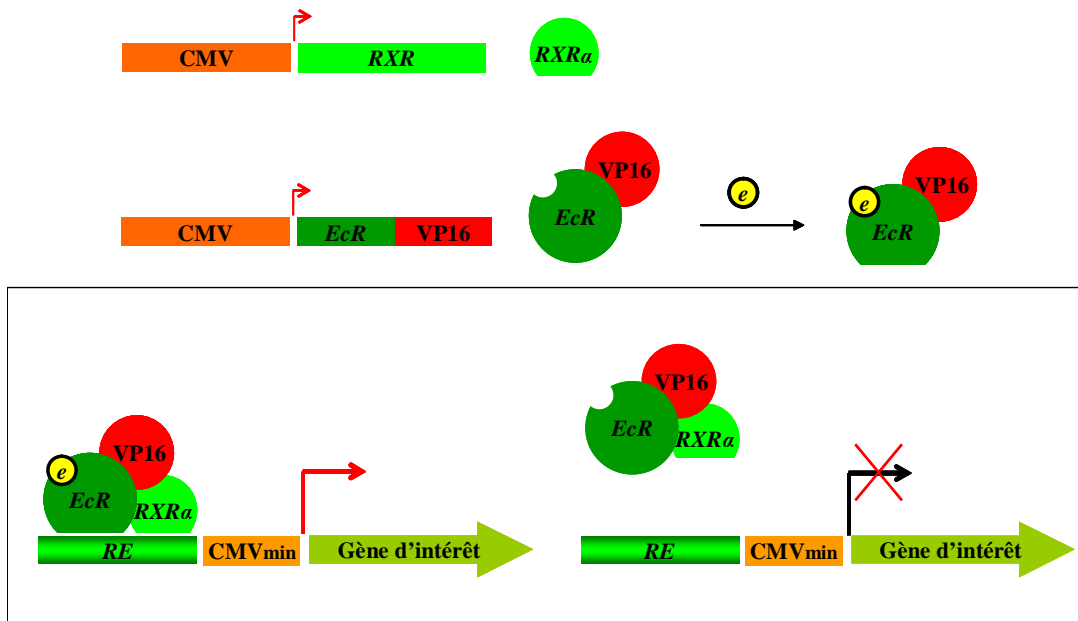 CMV RXR RXRα
VP16 e VP16
EcR e EcR
CMV EcR VP16
VP16
EcR RXRα
VP16
e EcR RXRα
RE CMVmin Gène d’intérêt RE CMVmin Gène d’intérêt